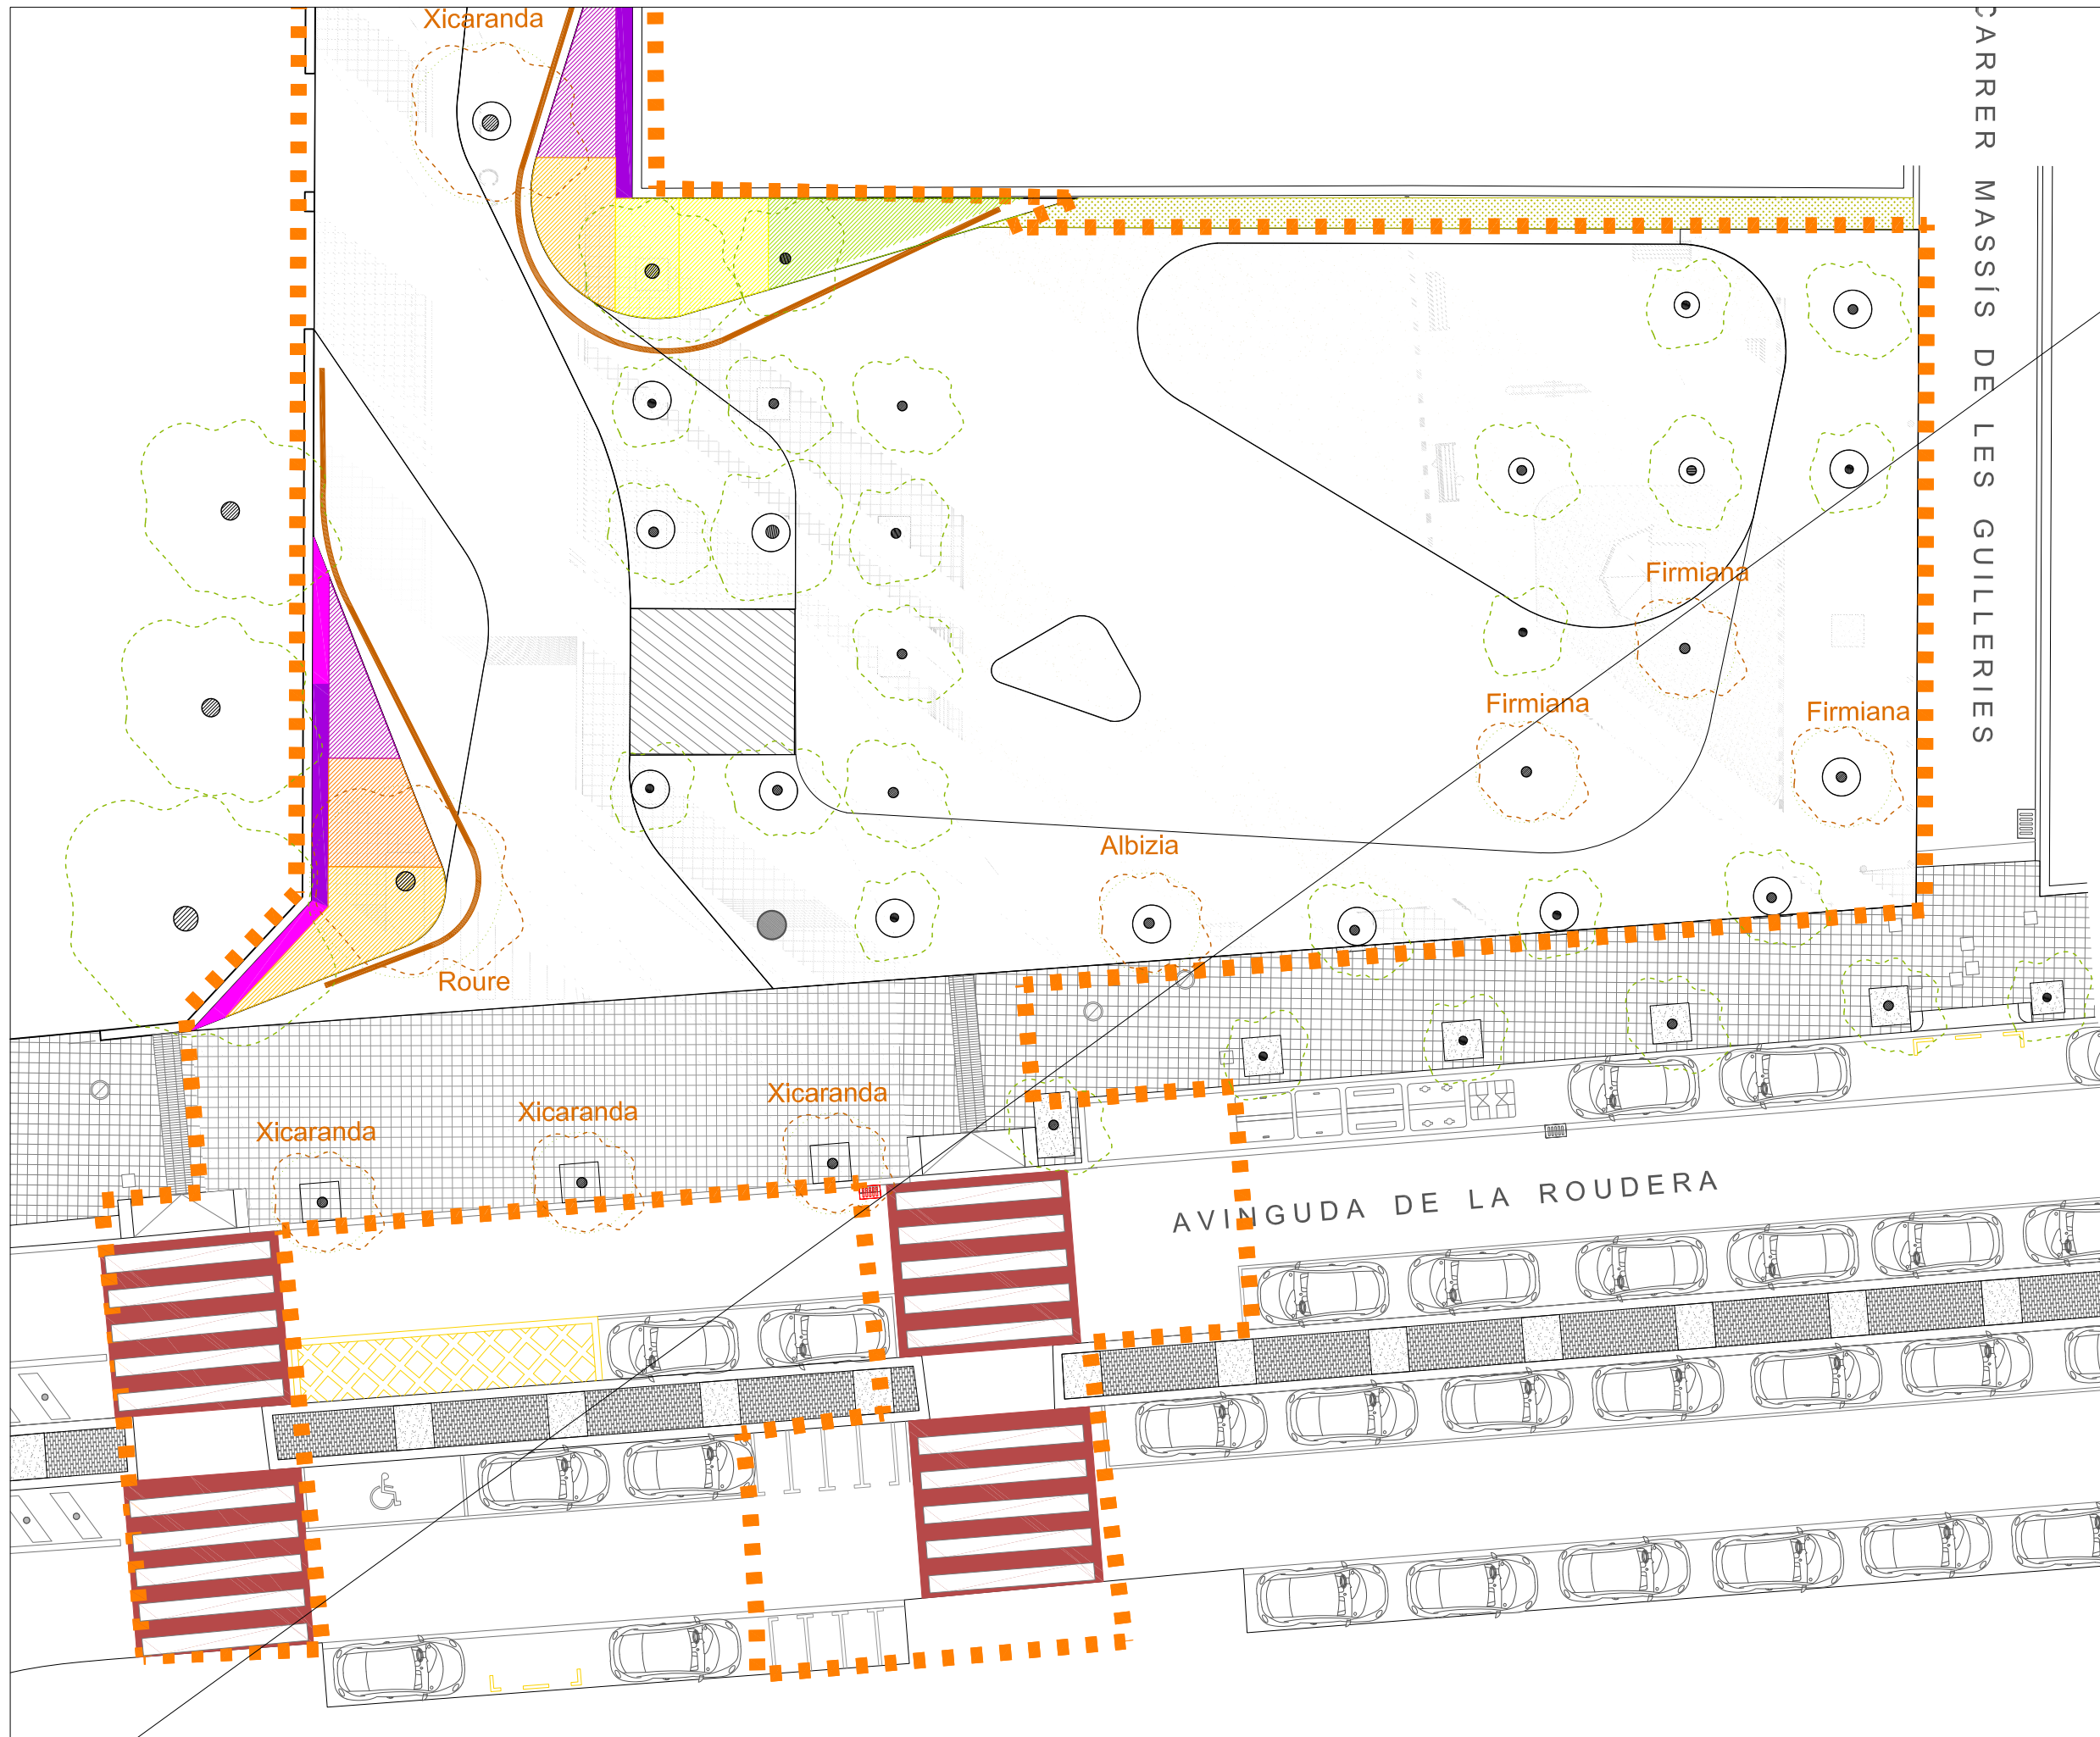 Xicaranda
CARRER MASSÍS DE LES GUILLERIES
Firmiana
Firmiana
Firmiana
Albizia
Roure
Xicaranda
Xicaranda
Xicaranda
AVINGUDA DE LA ROUDERA